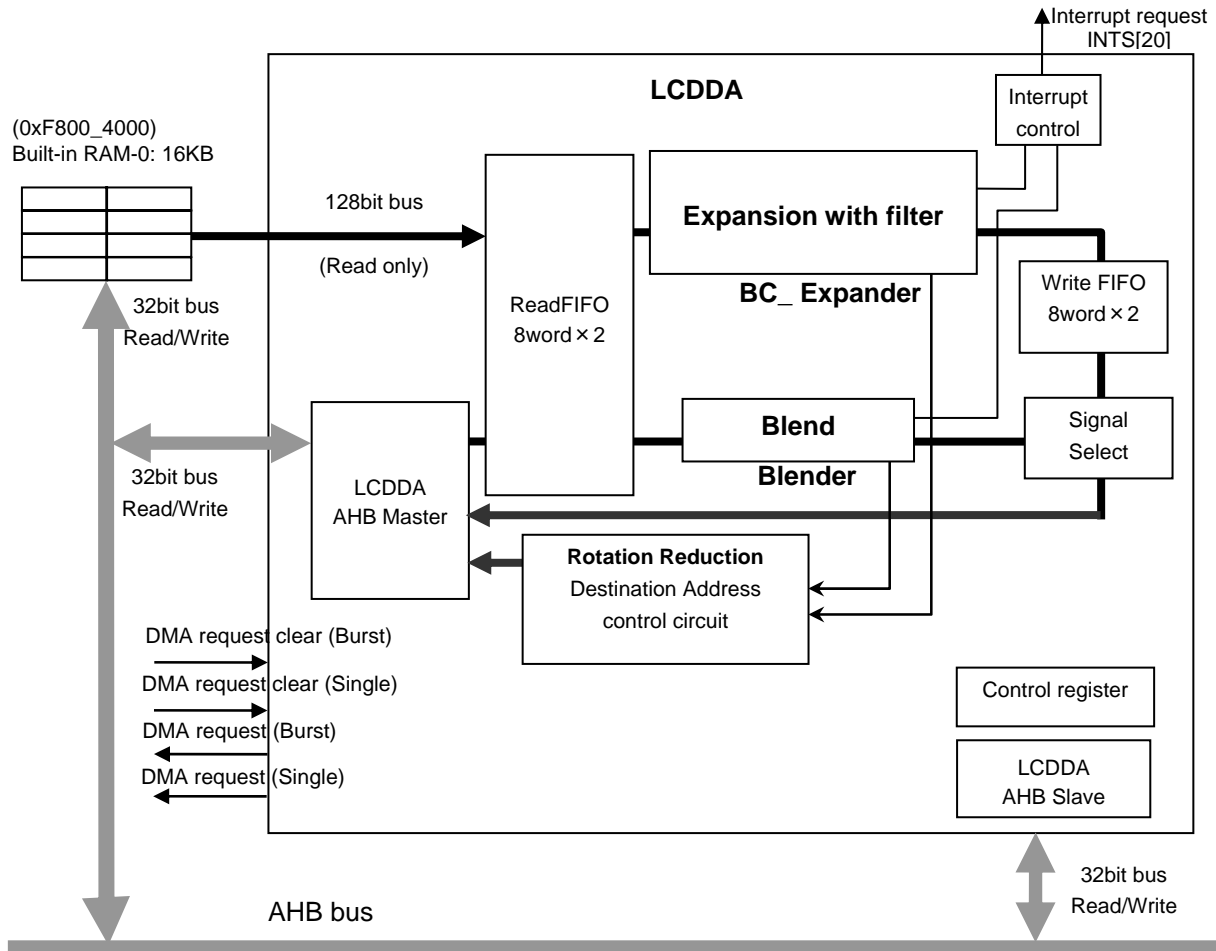 Interrupt request
INTS[20]
LCDDA
Interrupt
control
(0xF800_4000)
Built-in RAM-0: 16KB
128bit bus
(Read only)
Expansion with filter
BC_ Expander
ReadFIFO
8word×2
Write FIFO
8word×2
32bit bus
Read/Write
Blend
Blender
Signal
Select
32bit bus
Read/Write
LCDDA
AHB Master
Rotation Reduction
Destination Address
control circuit
DMA request clear (Burst)
DMA request clear (Single)
DMA request (Burst)
DMA request (Single)
Control register
LCDDA
AHB Slave
32bit bus
Read/Write
AHB bus